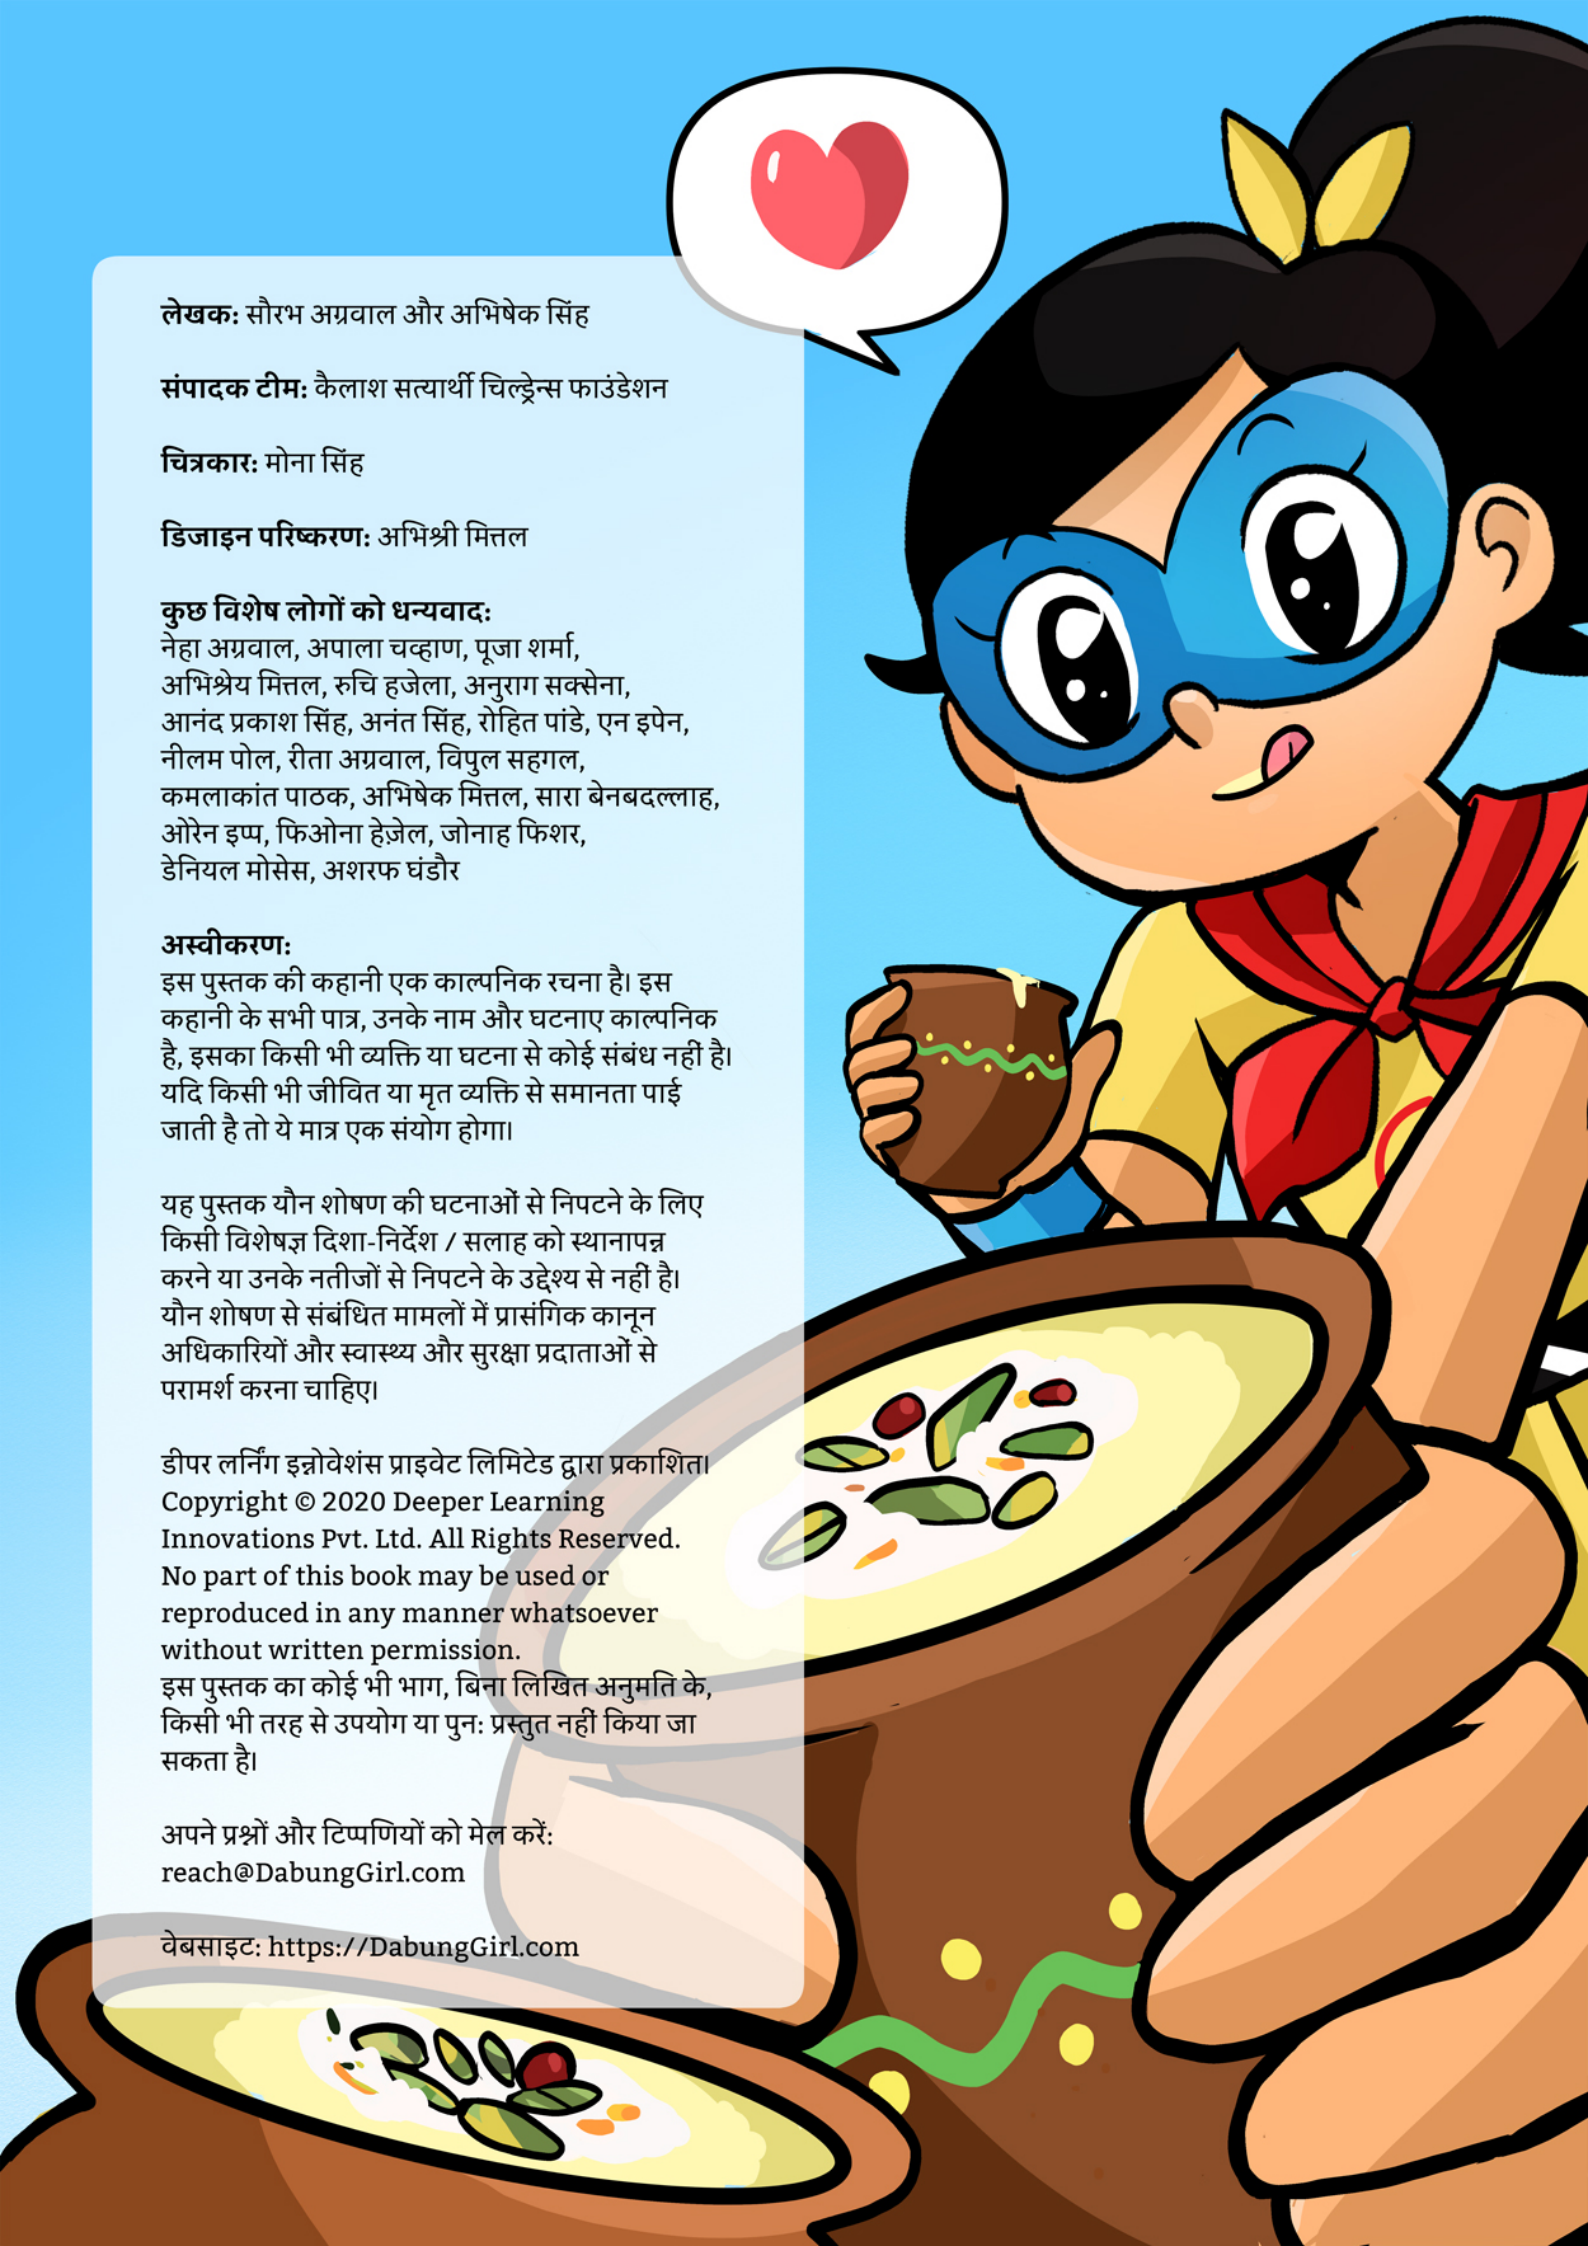 लेखक: सौरभ अग्रवाल और अभिषेक सिंह
संपादक टीम: कैलाश सत्यार्थी चिल्ड्रेन्स फाउंडेशन
चित्रकार: मोना सिंह
डिजाइन परिष्करण: अभिश्री मित्तल
कुछ विशेष लोगों को धन्यवाद:
नेहा अग्रवाल, अपाला चव्हाण, पूजा शर्मा,
अभिश्रेय मित्तल, रुचि हजेला, अनुराग सक्सेना,
आनंद प्रकाश सिंह, अनंत सिंह, रोहित पांडे, एन इपेन,
नीलम पोल, रीता अग्रवाल, विपुल सहगल,
कमलाकांत पाठक, अभिषेक मित्तल, सारा बेनबदल्लाह,
ओरेन इप्प, फिओना हेज़ेल, जोनाह फिशर,
डेनियल मोसेस, अशरफ घंडौर
अस्वीकरण:
इस पुस्तक की कहानी एक काल्पनिक रचना है। इस
कहानी के सभी पात्र, उनके नाम और घटनाए काल्पनिक
है, इसका किसी भी व्यक्ति या घटना से कोई संबंध नहीं है।
यदि किसी भी जीवित या मृत व्यक्ति से समानता पाई
जाती है तो ये मात्र एक संयोग होगा।
यह पुस्तक यौन शोषण की घटनाओं से निपटने के लिए
किसी विशेषज्ञ दिशा-निर्देश / सलाह को स्थानापन्न
करने या उनके नतीजों से निपटने के उद्देश्य से नहीं है।
यौन शोषण से संबंधित मामलों में प्रासंगिक कानून
अधिकारियों और स्वास्थ्य और सुरक्षा प्रदाताओं से
परामर्श करना चाहिए।
डीपर लर्निंग इन्नोवेशंस प्राइवेट लिमिटेड द्वारा प्रकाशित।
Copyright © 2020 Deeper Learning
Innovations Pvt. Ltd. All Rights Reserved.
No part of this book may be used or
reproduced in any manner whatsoever
without written permission.
इस पुस्तक का कोई भी भाग, बिना लिखित अनुमति के,
किसी भी तरह से उपयोग या पुन: प्रस्तुत नहीं किया जा
सकता है।
अपने प्रश्नों और टिप्पणियों को मेल करें:
reach@DabungGirl.com
वेबसाइट: https://DabungGirl.com